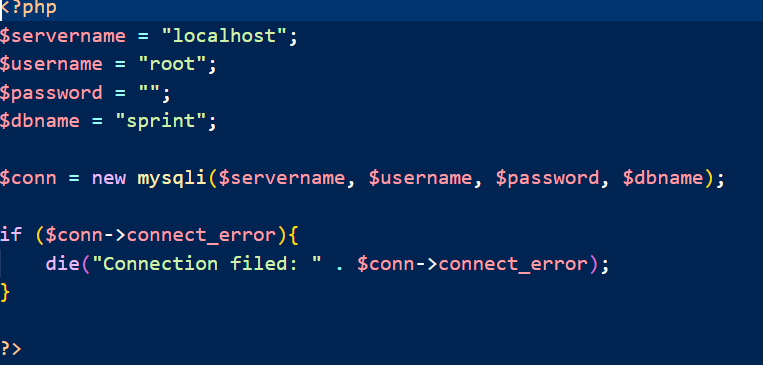 <?php
$servername = "localhost";
$username = "root";
$password = "";
$dbname = "sprint";
$conn = new mysqli($servername, $username, $password, $dbname);
if ($conn->connect_error){
    die("Connection filed: " . $conn->connect_error);
}
?>